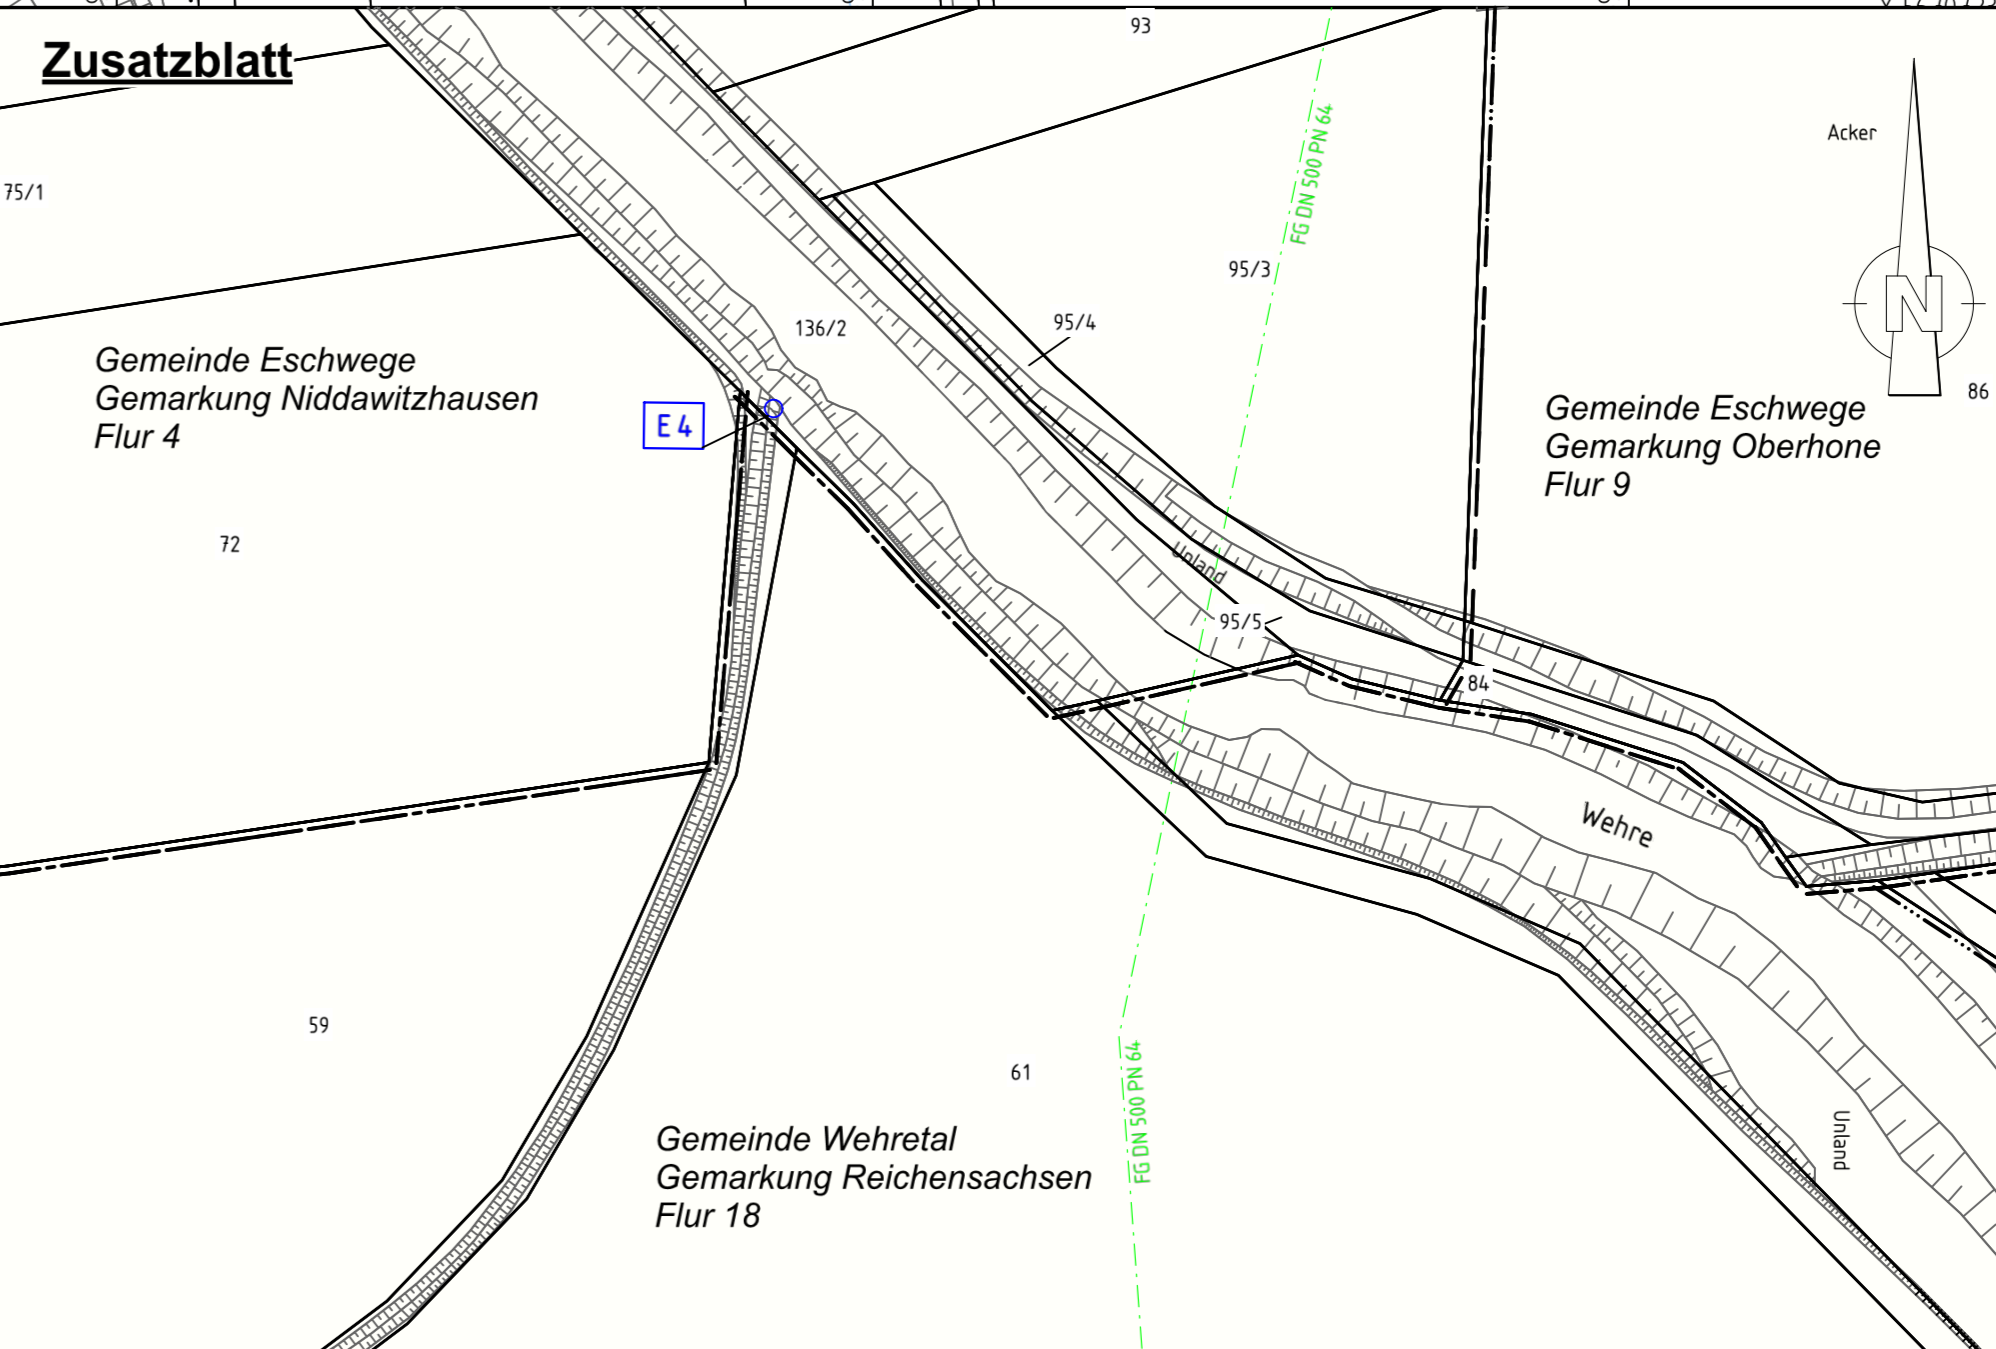 93
Zusatzblatt
Acker
FG DN 500 PN 64
75/1
95/3
N
95/4
136/2
Gemeinde Eschwege
Gemarkung Niddawitzhausen
Flur 4
86
Gemeinde Eschwege
Gemarkung Oberhone
Flur 9
E 4
72
Unland
95/5
84
Wehre
59
61
FG DN 500 PN 64
Unland
Gemeinde Wehretal
Gemarkung Reichensachsen
Flur 18